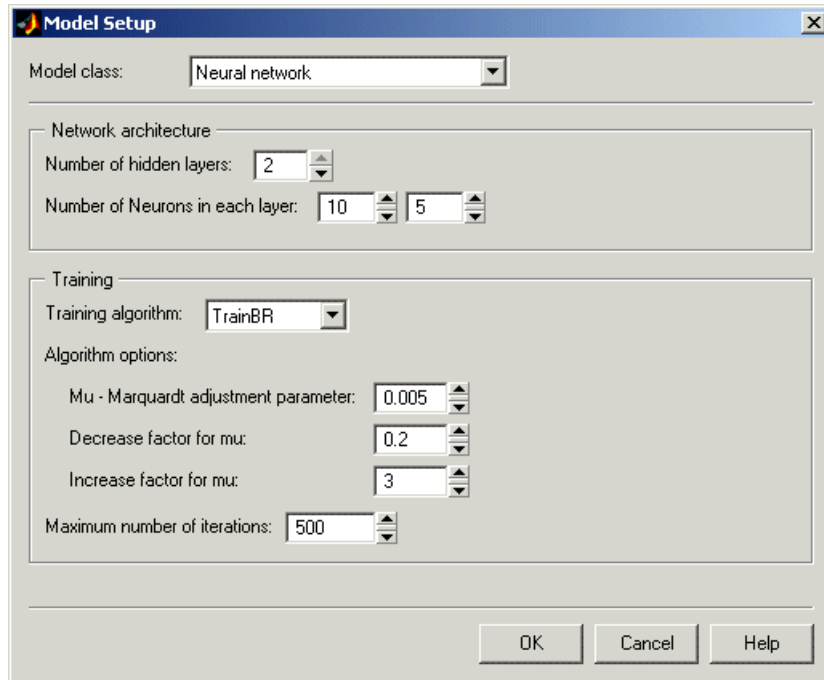 Model Setup
Model class: Neural network
Network architecture
Number of hidden layers: 2
Number of Neurons in each layer: 10 5
Training
Training algorithm: TrainBR
Algorithm options:
Mu - Marquardt adjustment parameter: 0.005
Decrease factor for mu: 0.2
Increase factor for mu: 3
Maximum number of iterations: 500
OK Cancel Help